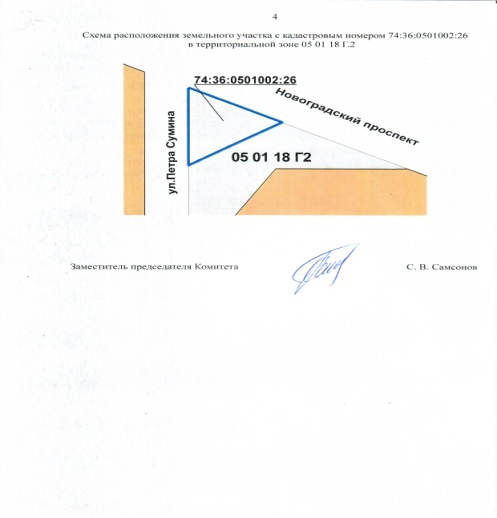 4
Схема расположения земельного участка с кадастровым номером 74:36:0501002:26
в территориальной зоне 05 01 18 Г.2
74:36:0501002:26
Новоградский проспект
ул.Петра Сумина
05 01 18 Г2
Заместитель председателя Комитета
С. В. Самсонов